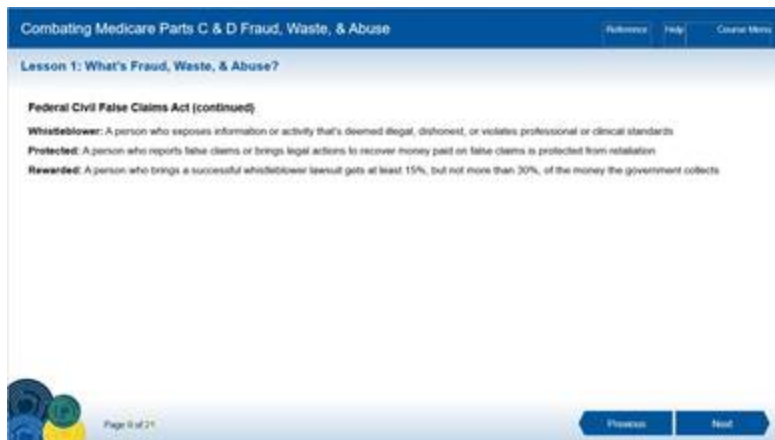 Combating Medicare Parts C & D Fraud, Waste, & Abuse
Reference Help Course Menu
Lesson 1: What's Fraud, Waste, & Abuse?
Federal Civil False Claims Act (continued)
Whistleblower: A person who exposes information or activity that's deemed illegal, dishonest, or violates professional or clinical standards
Protected: A person who reports false claims or brings legal actions to recover money paid on false claims is protected from retaliation
Rewarded: A person who brings a successful whistleblower lawsuit gets at least 15%, but not more than 30%, of the money the government collects
Page of 21
Previous Next